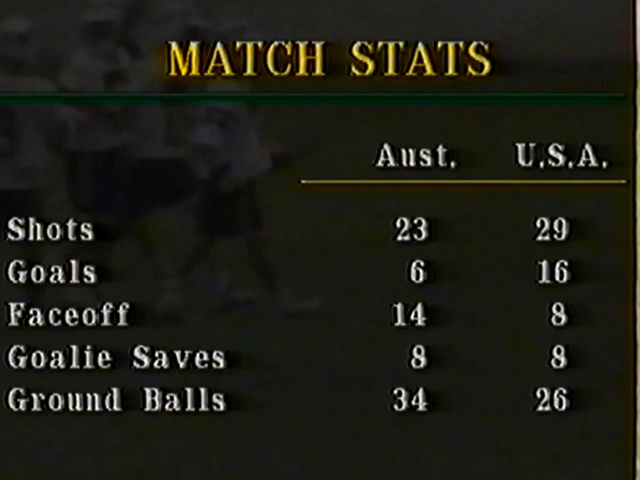 MATCH STATS
Aust. U.S.A.
Shots 23 29
Goals 6 16
Faceoff 14 8
Goalie Saves 8 8
Ground Balls 34 26